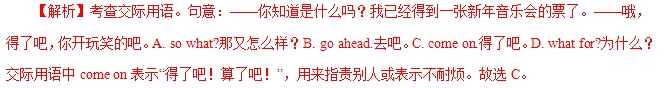 【解析】考查交际用语。句意：——你知道是什么吗？我已经得到一张新年音乐会的票了。——哦，
得了吧，你开玩笑的吧。A. so what?那又怎么样？B. go ahead.去吧。C. come on.得了吧。D. what for?为什么？
交际用语中 come on 表示“得了吧！算了吧！”，用来指责别人或表示不耐烦。故选 C。